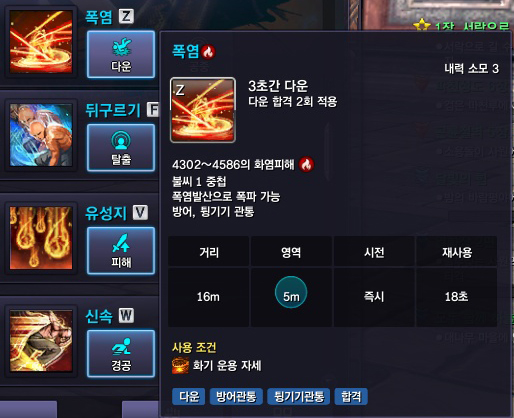 폭염 Z
다운
뒤구르기 F
탈출
유성지 V
피해
신속 W
경공
폭염
내력 소모 3
Z
3초간 다운
다운 합격 2회 적용
4302~4586의 화염피해
불씨 1 중첩
폭염발산으로 폭파 가능
방어, 튕기기 관통
거리 영역 시전 재사용
16m 5m 즉시 18초
사용 조건
화기 운용 자세
다운 방어관통 튕기기관통 합격